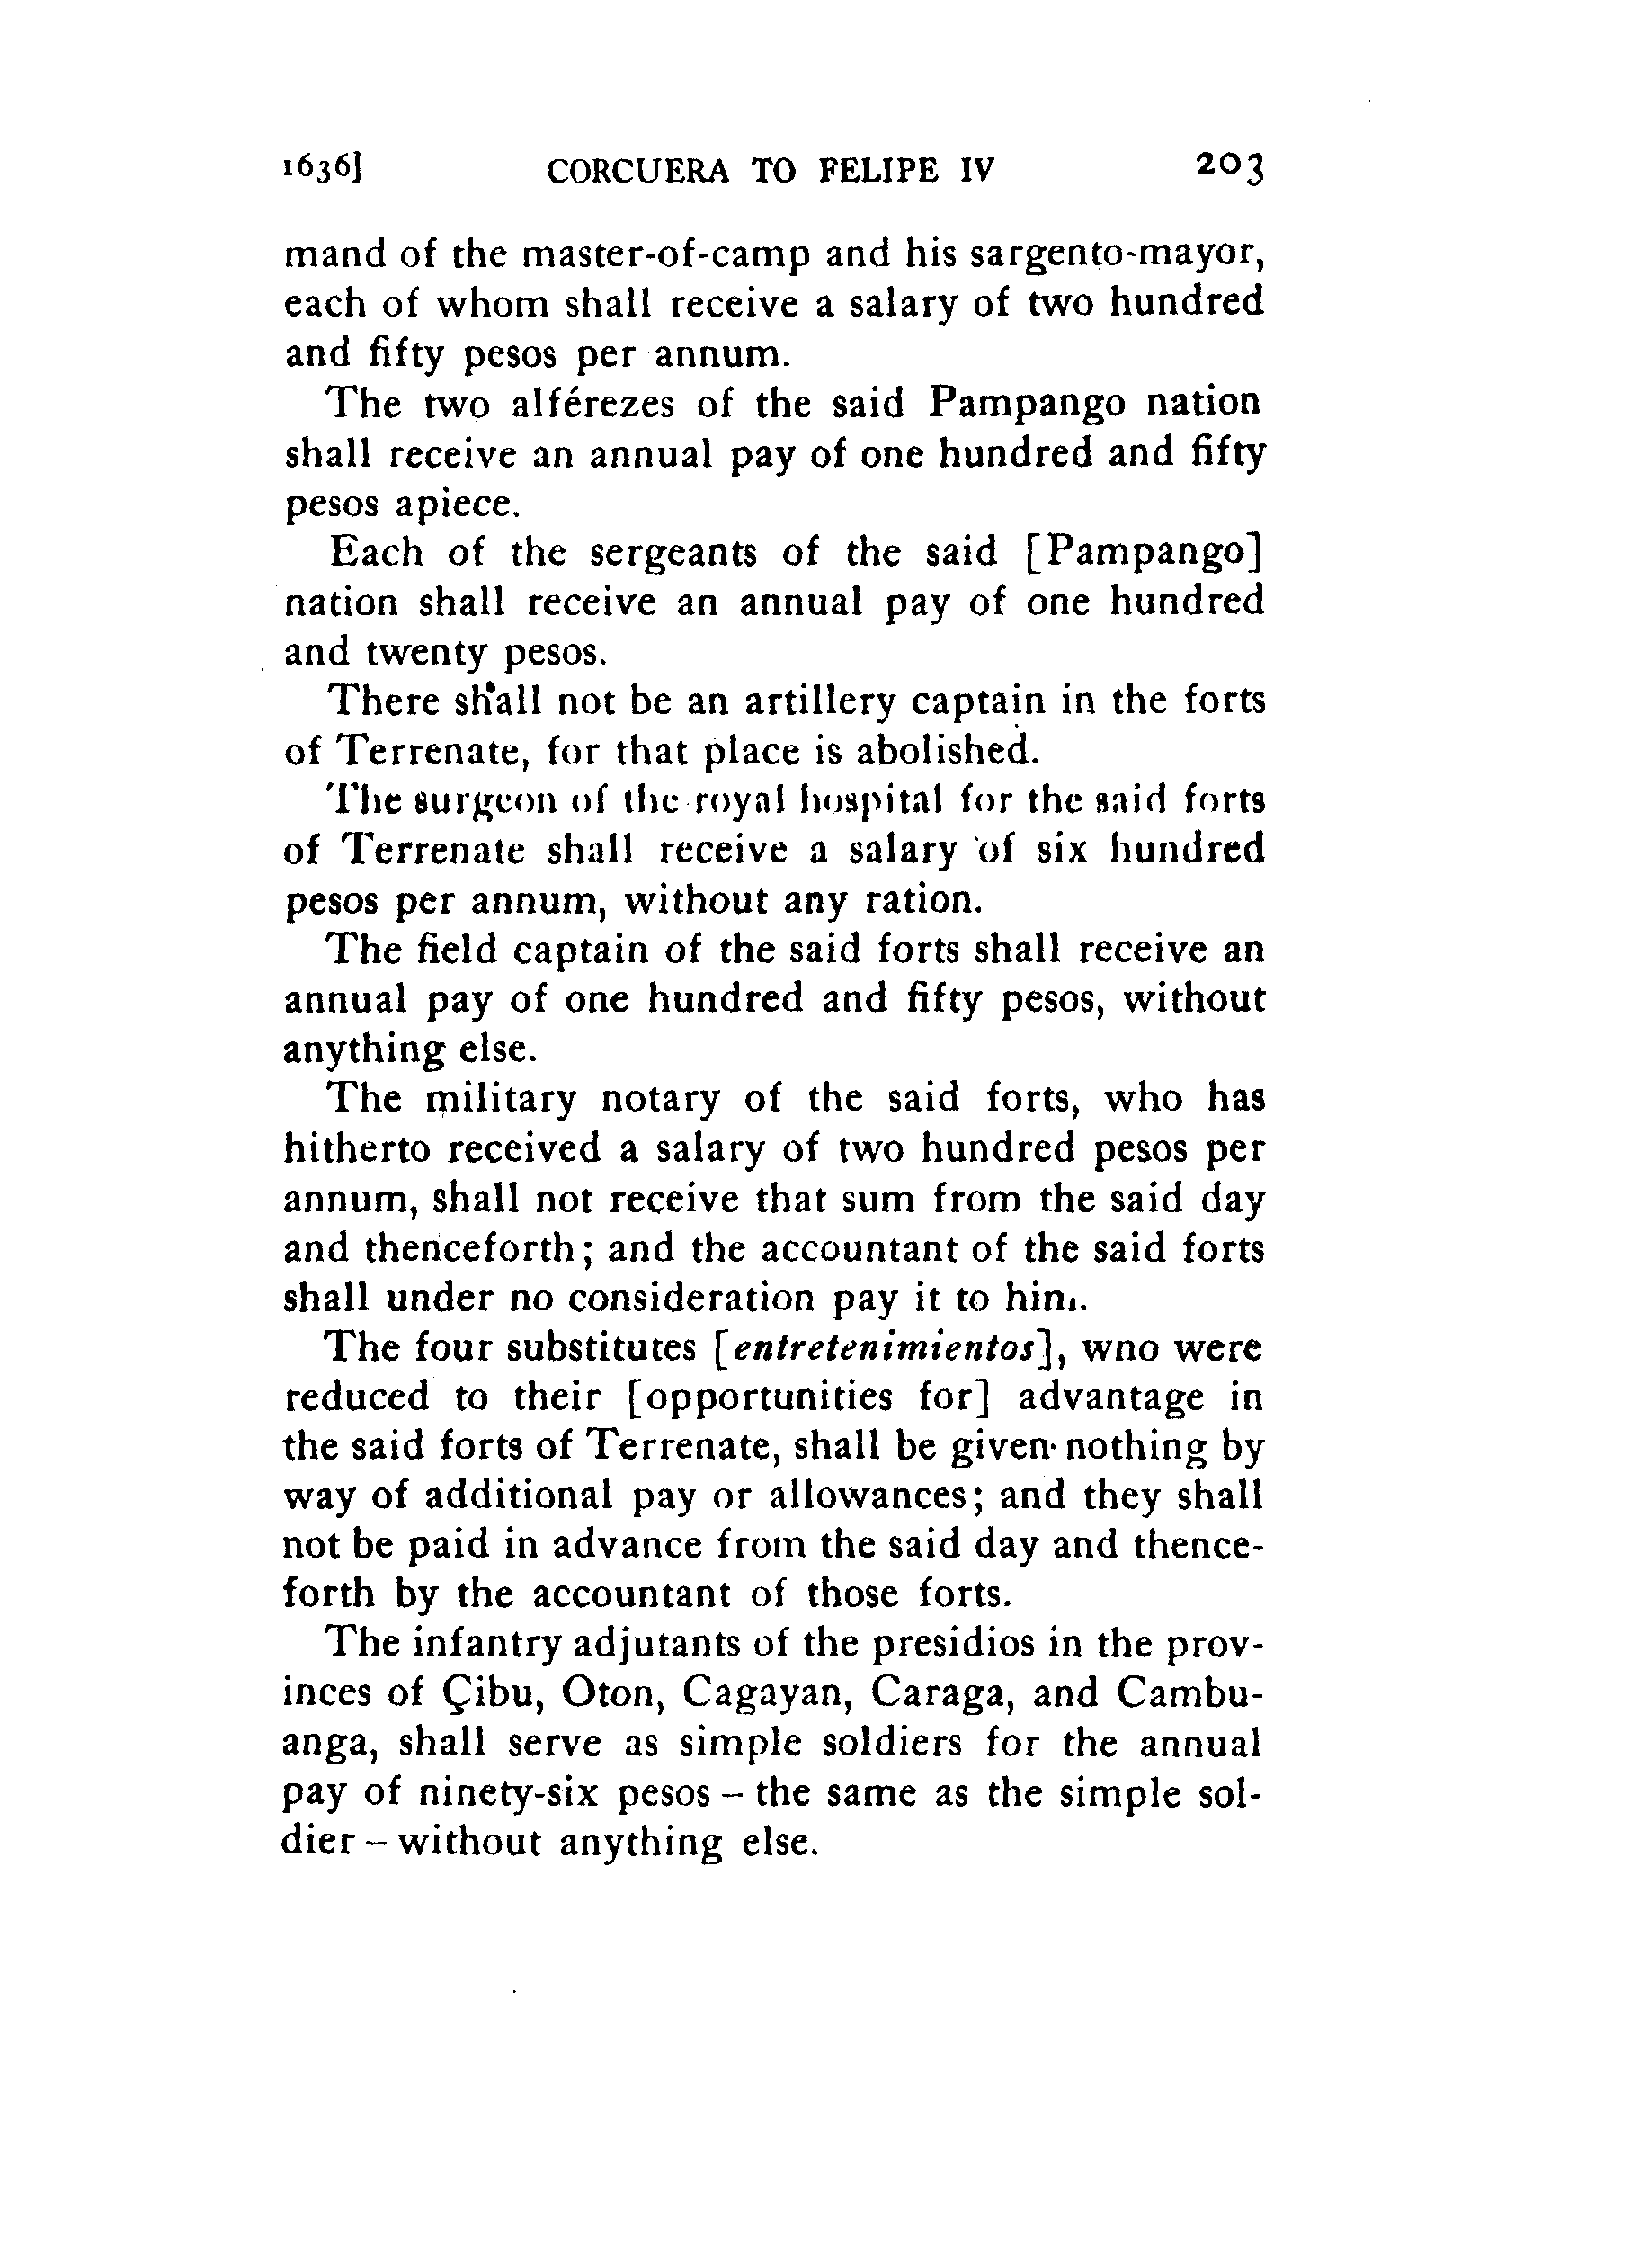 1636] CORCUERA TO FELIPE IV 203
mand of the master-of-camp and his sargento-mayor,
each of whom shall receive a salary of two hundred
and fifty pesos per annum.
The two alférezes of the said Pampango nation
shall receive an annual pay of one hundred and fifty
pesos apiece.
Each of the sergeants of the said [Pampango]
nation shall receive an annual pay of one hundred
and twenty pesos.
There shall not be an artillery captain in the forts
of Terrenate, for that place is abolished.
The surgeon of the royal hospital for the said forts
of Terrenate shall receive a salary of six hundred
pesos per annum, without any ration.
The field captain of the said forts shall receive an
annual pay of one hundred and fifty pesos, without
anything else.
The military notary of the said forts, who has
hitherto received a salary of two hundred pesos per
annum, shall not receive that sum from the said day
and thenceforth; and the accountant of the said forts
shall under no consideration pay it to him.
The four substitutes [entretenimientos], who were
reduced to their [opportunities for] advantage in
the said forts of Terrenate, shall be given nothing by
way of additional pay or allowances; and they shall
not be paid in advance from the said day and thence-
forth by the accountant of those forts.
The infantry adjutants of the presidios in the prov-
inces of Çibu, Oton, Cagayan, Caraga, and Cambu-
anga, shall serve as simple soldiers for the annual
pay of ninety-six pesos – the same as the simple sol-
dier – without anything else.